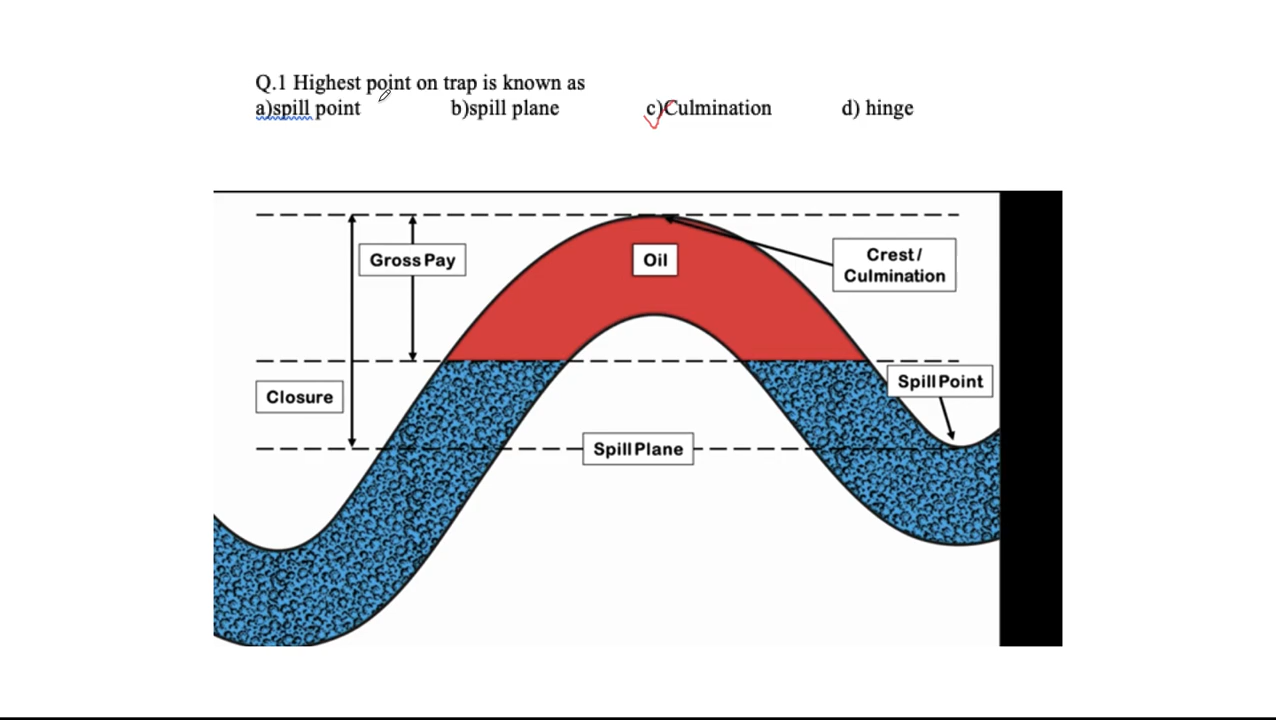 Q.1 Highest point on trap is known as
a)spill point b)spill plane c)Culmination d) hinge
Gross Pay
Oil
Crest/
Culmination
Closure
Spill Point
Spill Plane